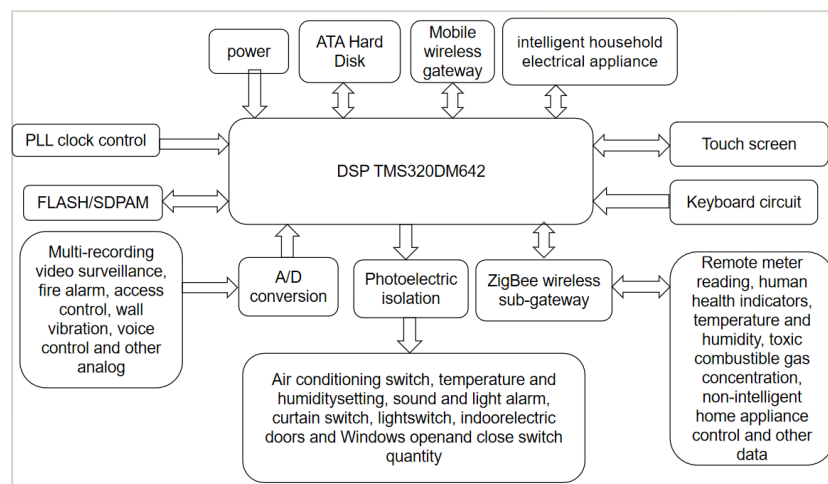 power
ATA Hard
Disk
Mobile
wireless
gateway
intelligent household
electrical appliance
PLL clock control
DSP TMS320DM642
Touch screen
FLASH/SDPAM
Keyboard circuit
Multi-recording
video surveillance,
fire alarm, access
control, wall
vibration, voice
control and other
analog
A/D
conversion
Photoelectric
isolation
ZigBee wireless
sub-gateway
Remote meter
reading, human
health indicators,
temperature and
humidity, toxic
combustible gas
concentration,
non-intelligent
home appliance
control and other
data
Air conditioning switch, temperature and
humiditysetting, sound and light alarm,
curtain switch, lightswitch, indoorelectric
doors and Windows openand close switch
quantity